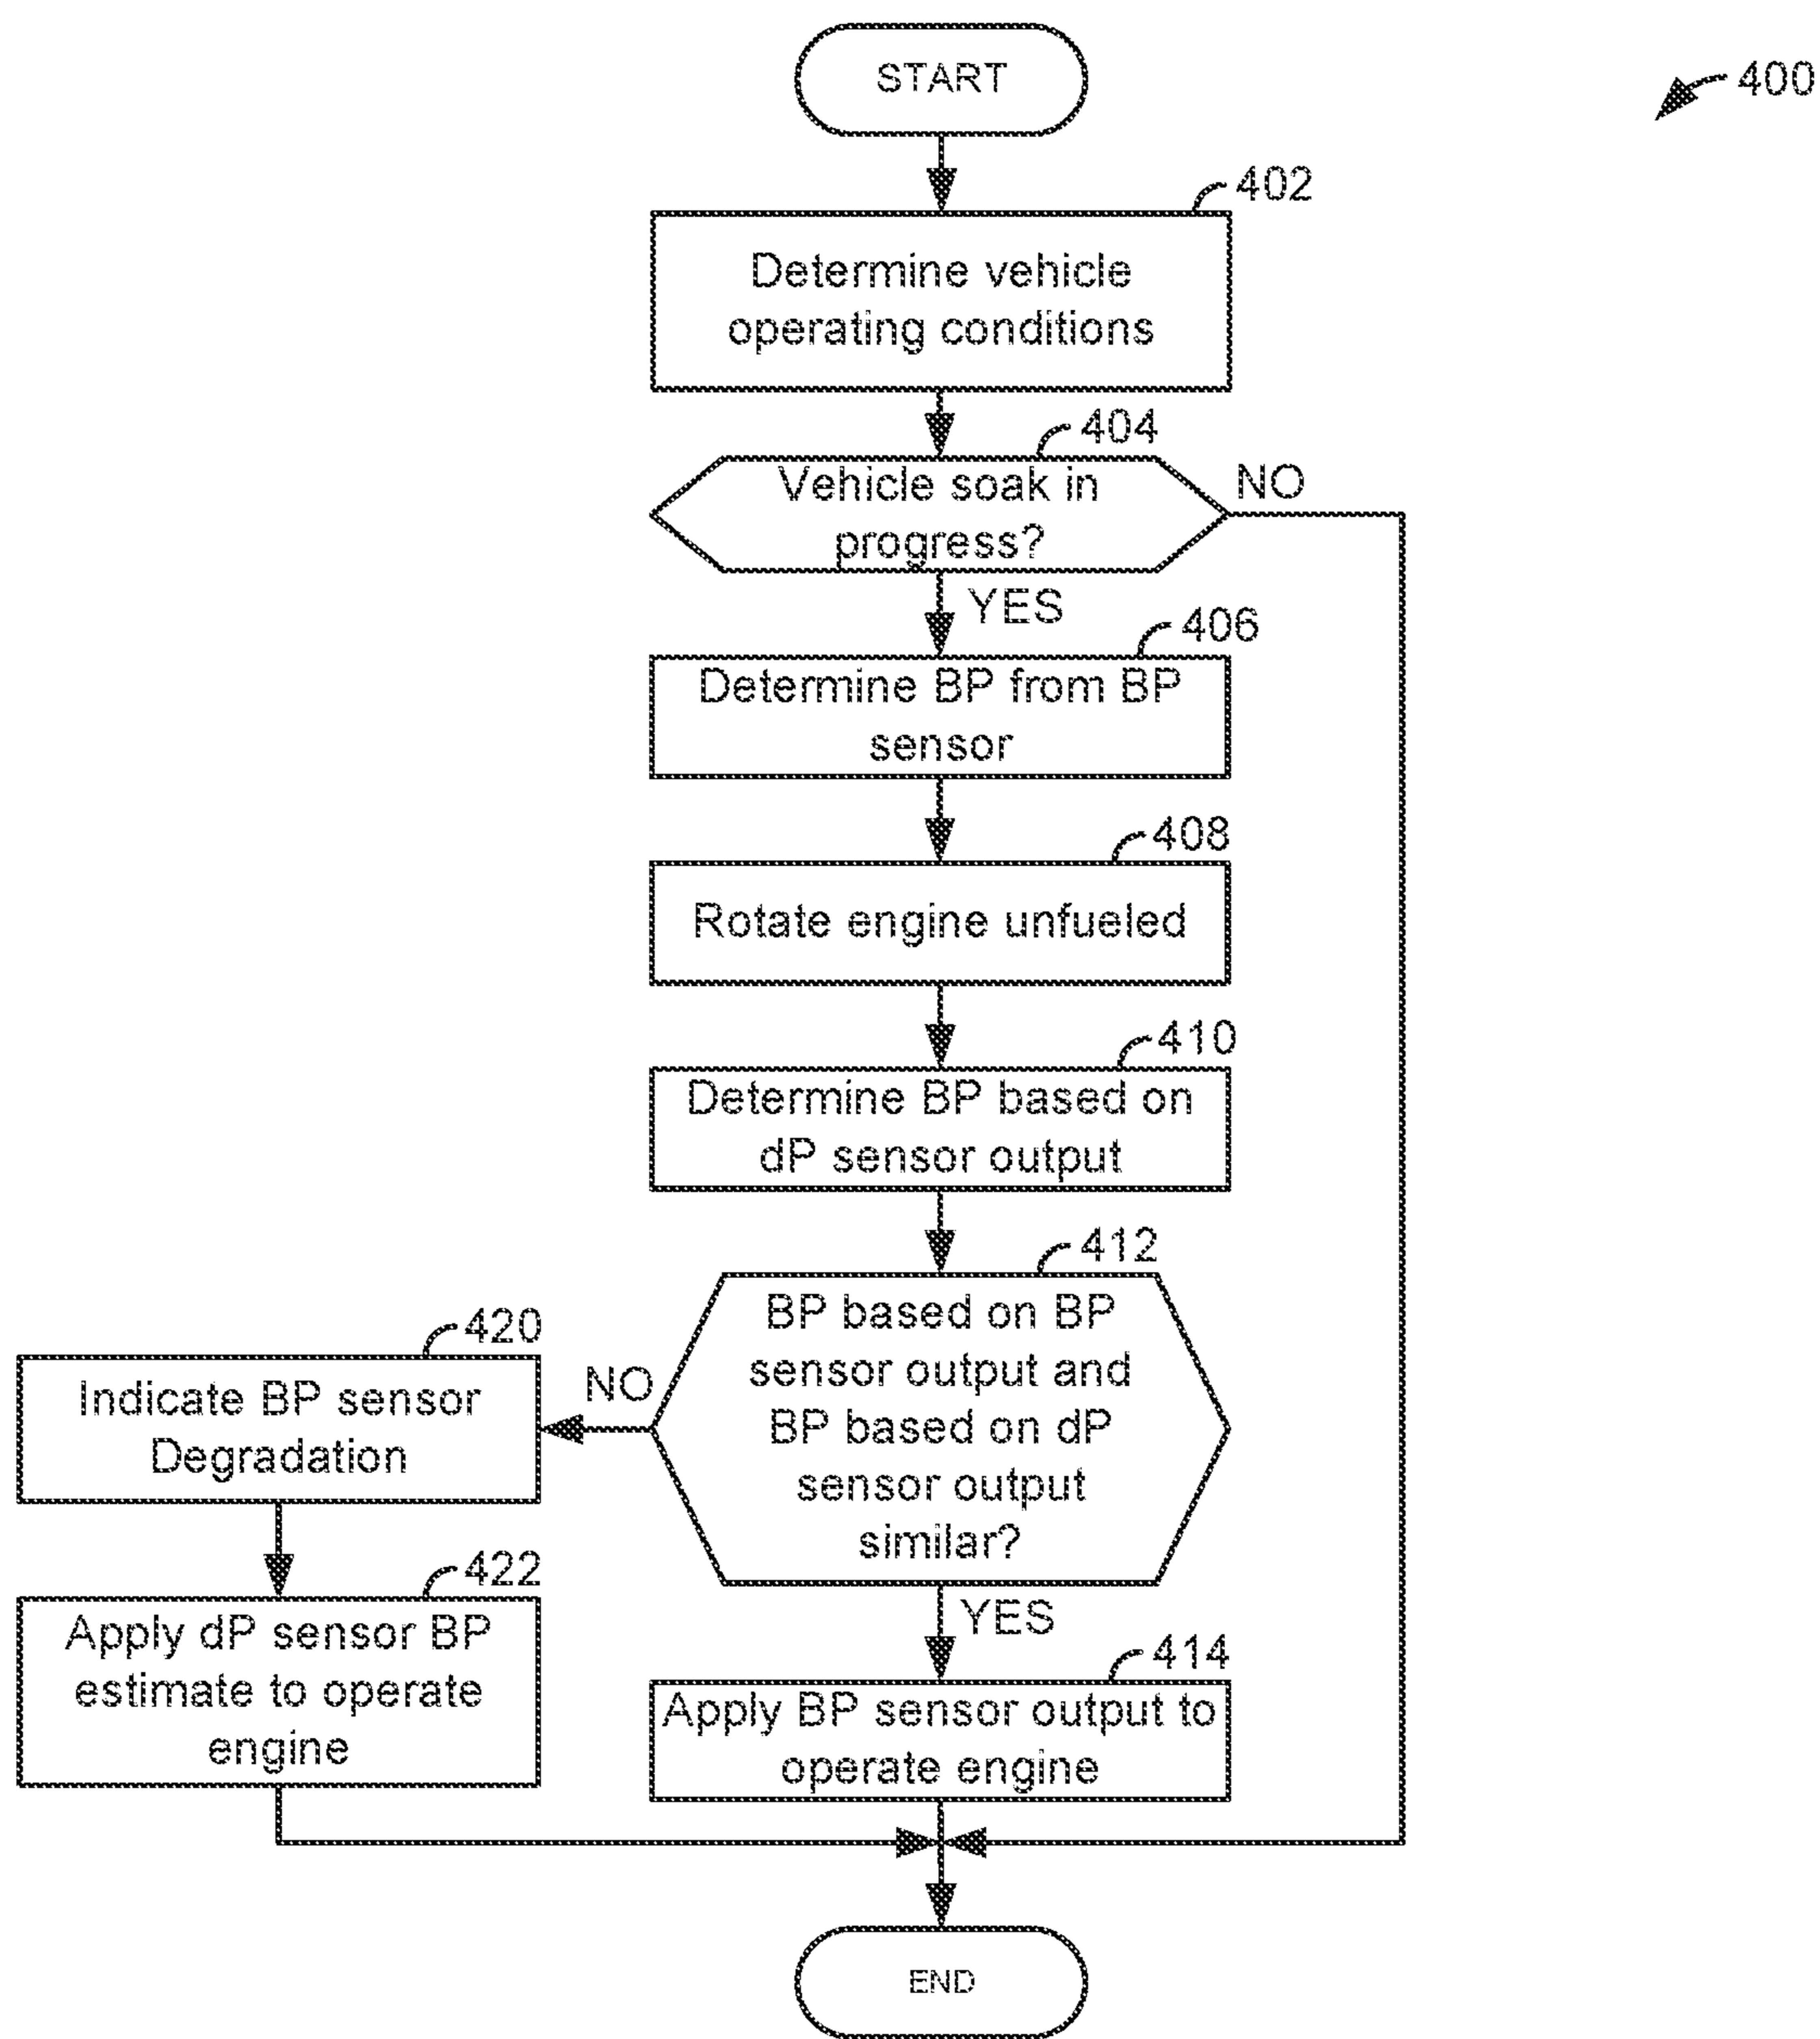 START
400
402
Determine vehicle
operating conditions
404
Vehicle soak in
progress?
NO
YES
406
Determine BP from BP
sensor
408
Rotate engine unfueled
410
Determine BP based on
dP sensor output
412
BP based on BP
sensor output and
BP based on dP
sensor output
similar?
NO
420
Indicate BP sensor
Degradation
422
Apply dP sensor BP
estimate to operate
engine
YES
414
Apply BP sensor output to
operate engine
END